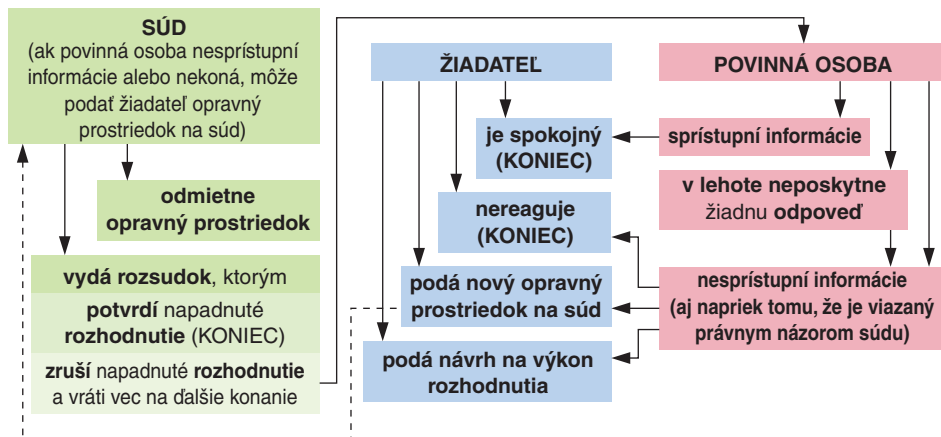 SÚD
(ak povinná osoba nesprístupní
informácie alebo nekoná, môže
podať žiadateľ opravný
prostriedok na súd)
odmietne
opravný prostriedok
vydá rozsudok, ktorým
potvrdí napadnuté
rozhodnutie (KONIEC)
zruší napadnuté rozhodnutie
a vráti vec na ďalšie konanie
ŽIADATEĽ
je spokojný
(KONIEC)
nereaguje
(KONIEC)
podá nový opravný
prostriedok na súd
podá návrh na výkon
rozhodnutia
POVINNÁ OSOBA
sprístupní informácie
v lehote neposkytne
žiadnu odpoveď
nesprístupní informácie
(aj napriek tomu, že je viazaný
právnym názorom súdu)